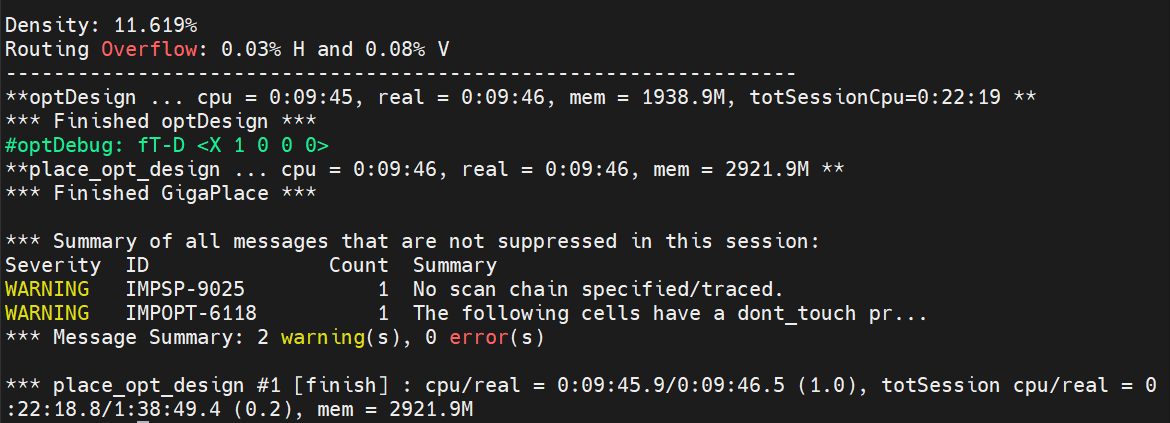 Density: 11.619%
Routing Overflow: 0.03% H and 0.08% V
------------------------------------------------------------------
**optDesign ... cpu = 0:09:45, real = 0:09:46, mem = 1938.9M, totSessionCpu=0:22:19 **
*** Finished optDesign ***
#optDebug: fT-D <X 1 0 0 0>
**place_opt_design ... cpu = 0:09:46, real = 0:09:46, mem = 2921.9M **
*** Finished GigaPlace ***

*** Summary of all messages that are not suppressed in this session:
Severity  ID               Count  Summary
WARNING   IMPSP-9025           1  No scan chain specified/traced.
WARNING   IMPOPT-6118          1  The following cells have a dont_touch pr...
*** Message Summary: 2 warning(s), 0 error(s)

*** place_opt_design #1 [finish] : cpu/real = 0:09:45.9/0:09:46.5 (1.0), totSession cpu/real = 0
:22:18.8/1:38:49.4 (0.2), mem = 2921.9M